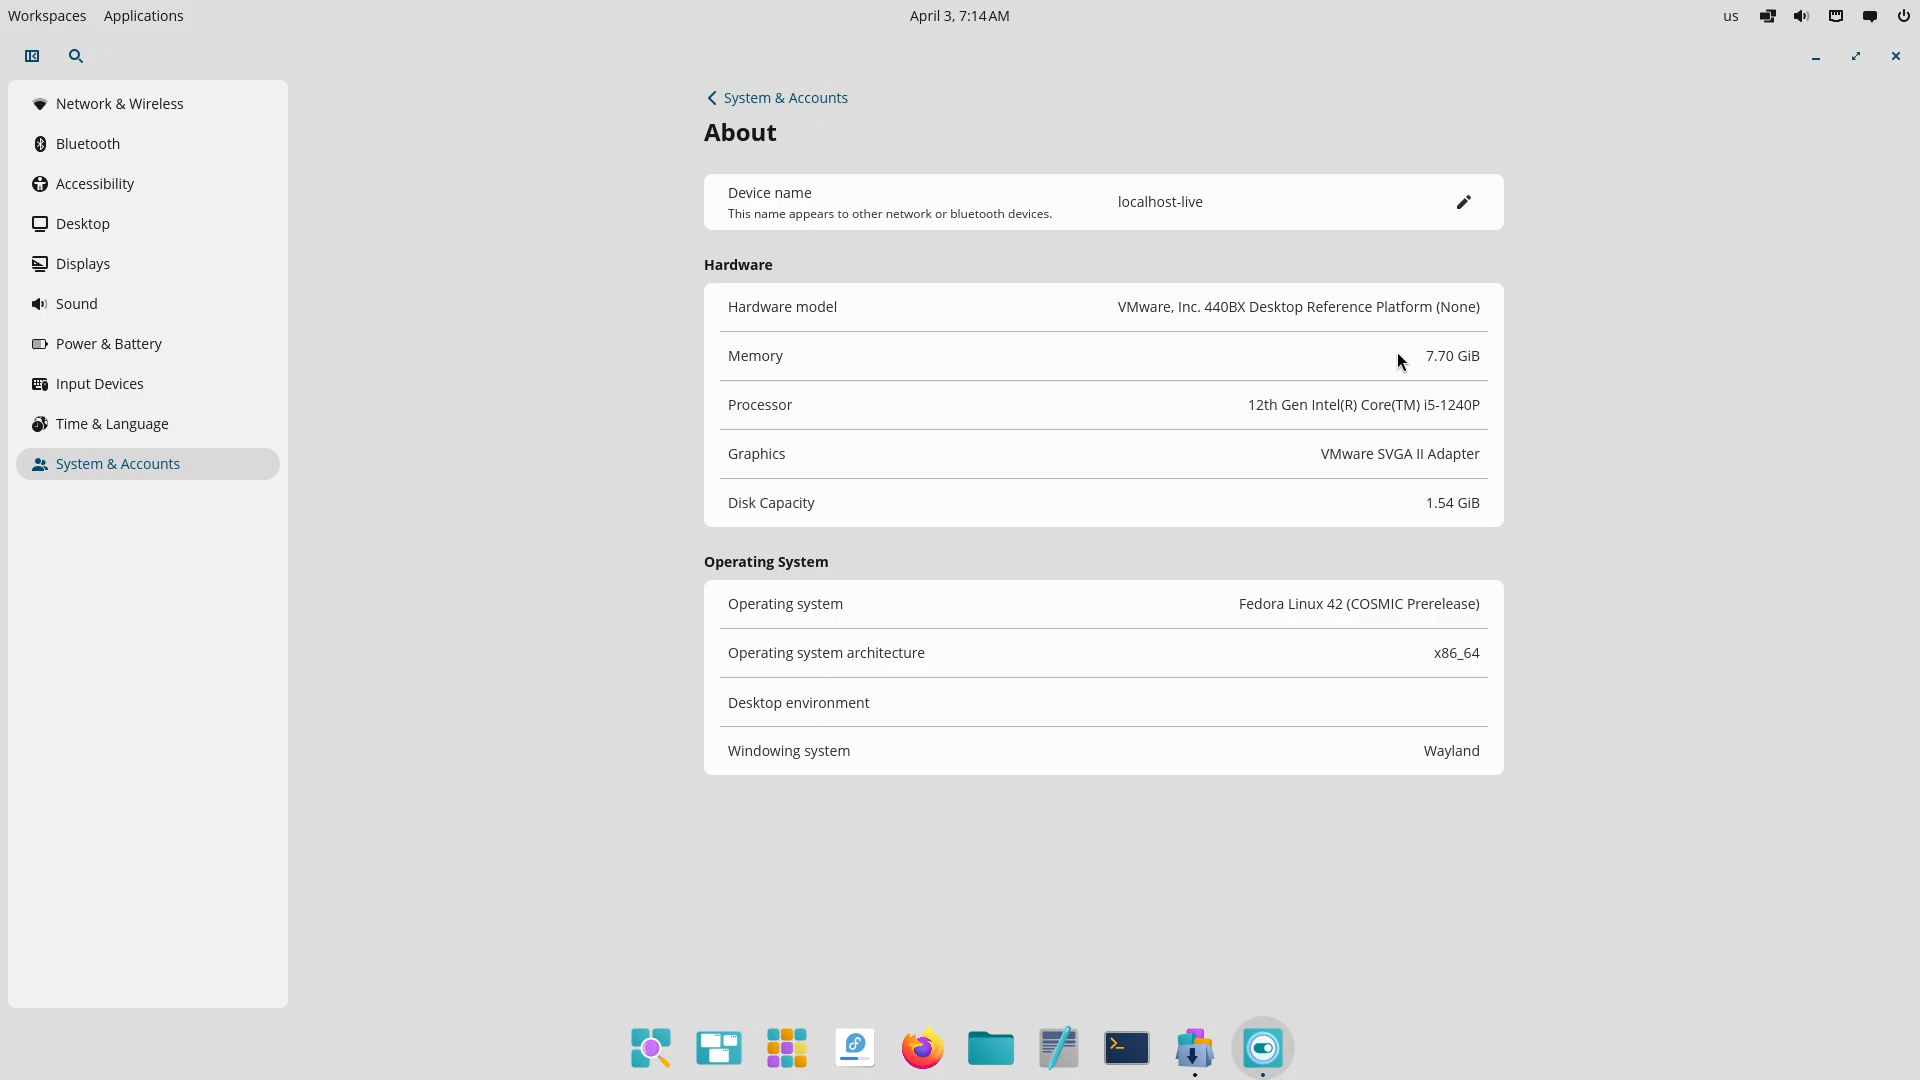 Workspaces Applications April 3, 7:14 AM us
Network & Wireless
Bluetooth
Accessibility
Desktop
Displays
Sound
Power & Battery
Input Devices
Time & Language
System & Accounts
System & Accounts
About
Device name
This name appears to other network or bluetooth devices.
localhost-live
Hardware
Hardware model VMware, Inc. 440BX Desktop Reference Platform (None)
Memory 7.70 GiB
Processor 12th Gen Intel(R) Core(TM) i5-1240P
Graphics VMware SVGA II Adapter
Disk Capacity 1.54 GiB
Operating System
Operating system Fedora Linux 42 (COSMIC Prerelease)
Operating system architecture x86_64
Desktop environment
Windowing system Wayland